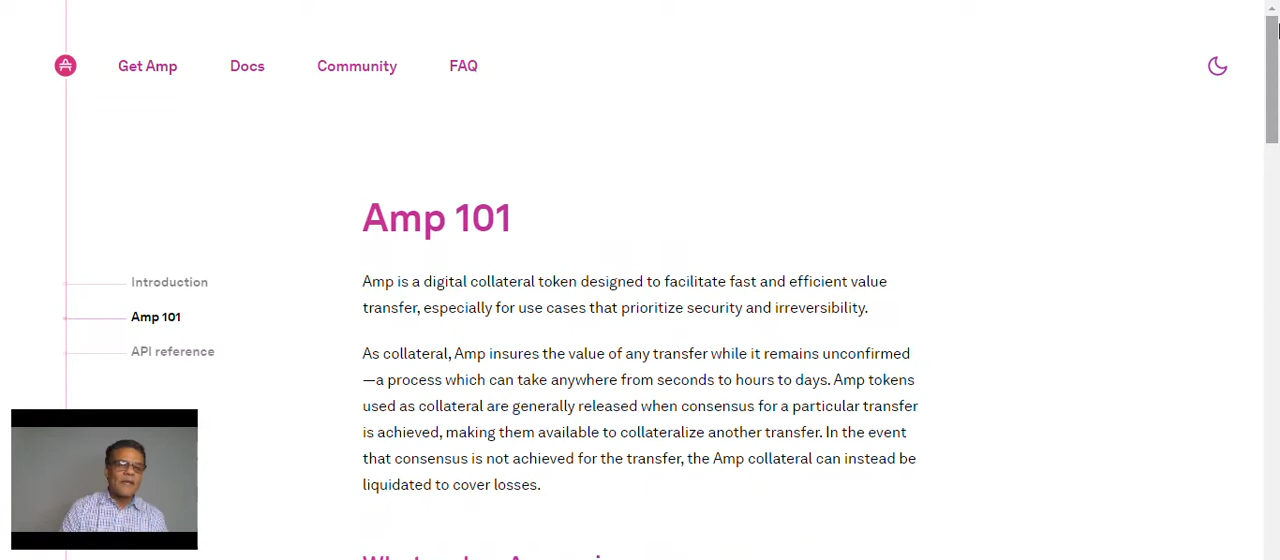 Get Amp Docs Community FAQ
Amp 101
Amp is a digital collateral token designed to facilitate fast and efficient value
transfer, especially for use cases that prioritize security and irreversibility.
Introduction
Amp 101
API reference
As collateral, Amp insures the value of any transfer while it remains unconfirmed
—a process which can take anywhere from seconds to hours to days. Amp tokens
used as collateral are generally released when consensus for a particular transfer
is achieved, making them available to collateralize another transfer. In the event
that consensus is not achieved for the transfer, the Amp collateral can instead be
liquidated to cover losses.